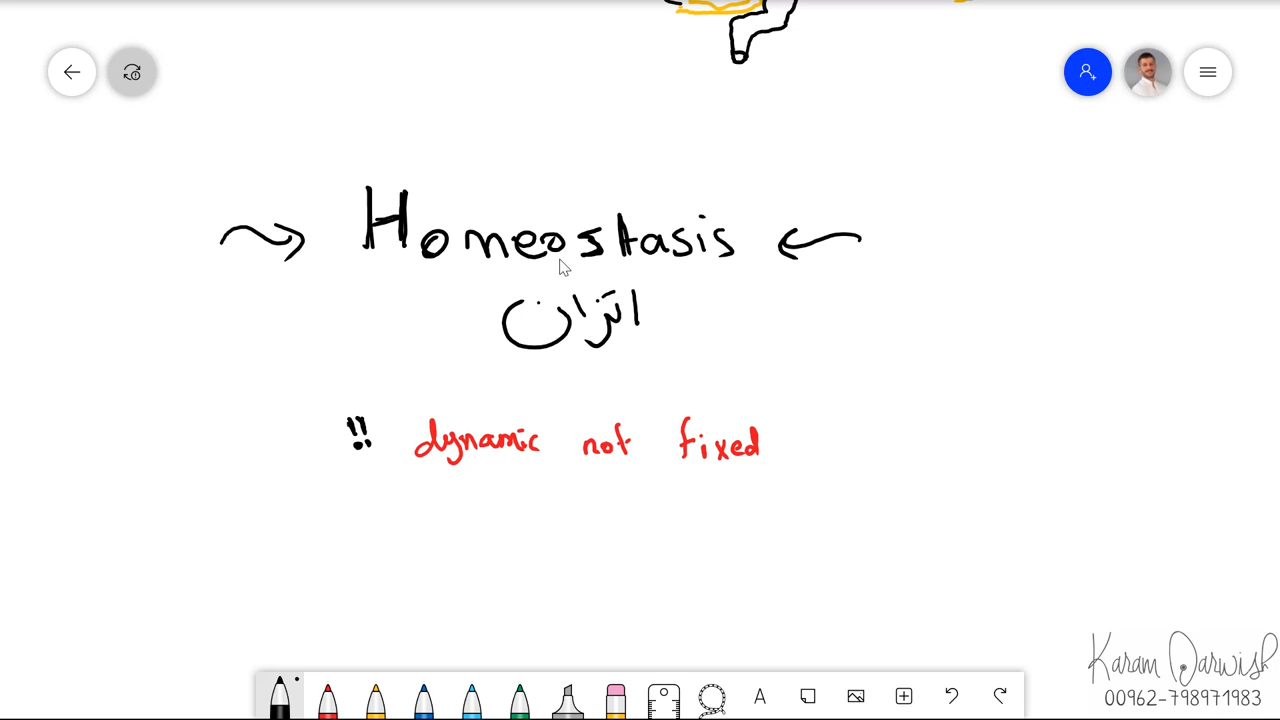 Homeostasis
اتزان
!! dynamic not fixed
A
Karam Darwish
00962-798971983